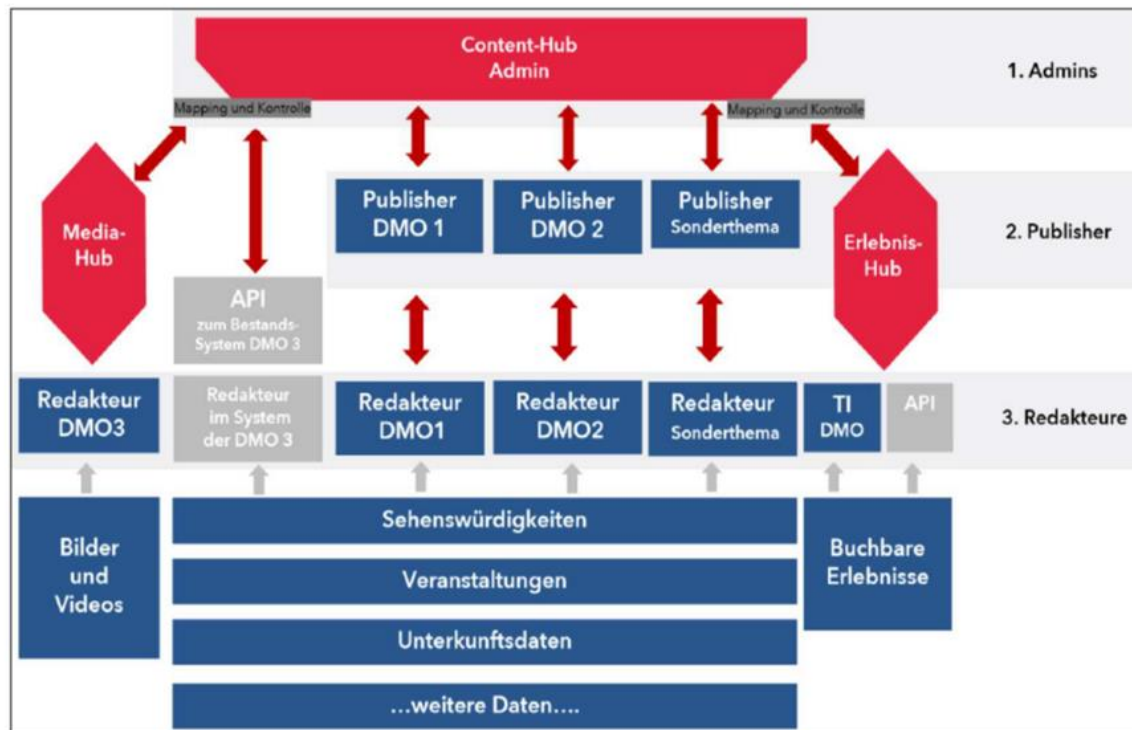 Content-Hub
Admin
1. Admins
Mapping und Kontrolle
Mapping und Kontrolle
Media-
Hub
Publisher
DMO 1
Publisher
DMO 2
Publisher
Sonderthema
Erlebnis-
Hub
2. Publisher
API
zum Bestands-
System DMO 3
Redakteur
DMO3
Redakteur
im System
der DMO 3
Redakteur
DMO1
Redakteur
DMO2
Redakteur
Sonderthema
TI
DMO
API
3. Redakteure
Bilder
und
Videos
Sehenswürdigkeiten
Veranstaltungen
Unterkunftsdaten
...weitere Daten....
Buchbare
Erlebnisse